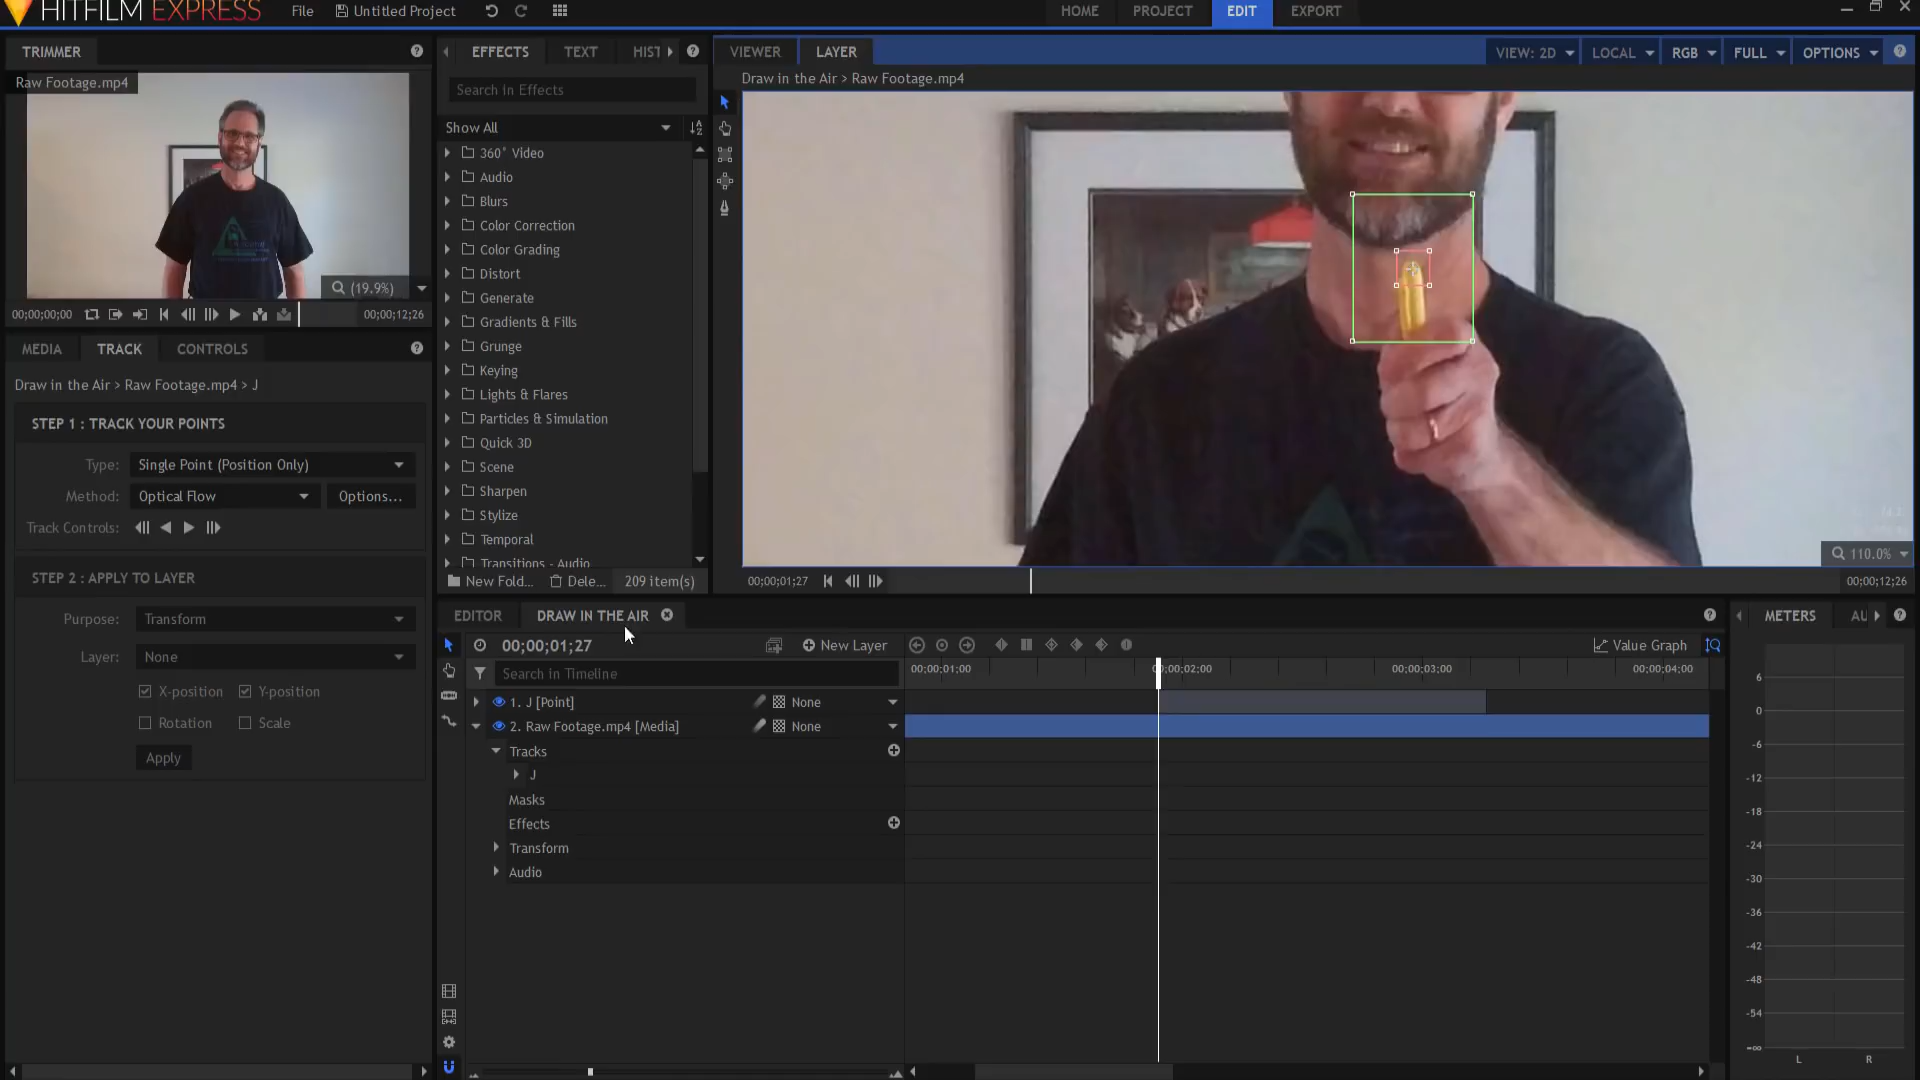 HITFILM EXPRESS
File
Untitled Project
HOME
PROJECT
EDIT
EXPORT
TRIMMER
Raw Footage.mp4
(19.9%)
00;00;00;00
00;00;12;26
MEDIA
TRACK
CONTROLS
Draw in the Air > Raw Footage.mp4 > J
STEP 1 : TRACK YOUR POINTS
Type:
Single Point (Position Only)
Method:
Optical Flow
Options...
Track Controls:
STEP 2 : APPLY TO LAYER
Purpose:
Transform
Layer:
None
X-position
Y-position
Rotation
Scale
Apply
EFFECTS
TEXT
HIST
Search in Effects
Show All
360° Video
Audio
Blurs
Color Correction
Color Grading
Distort
Generate
Gradients & Fills
Grunge
Keying
Lights & Flares
Particles & Simulation
Quick 3D
Scene
Sharpen
Stylize
Temporal
Transitions - Audio
New Fold...
Dele...
209 item(s)
VIEWER
LAYER
VIEW: 2D
LOCAL
RGB
FULL
OPTIONS
Draw in the Air > Raw Footage.mp4
110.0%
00;00;01;27
00;00;12;26
EDITOR
DRAW IN THE AIR
00;00;01;27
New Layer
Value Graph
Search in Timeline
00;00;01;00
00;00;02;00
00;00;03;00
00;00;04;00
1. J [Point]
None
2. Raw Footage.mp4 [Media]
None
Tracks
J
Masks
Effects
Transform
Audio
METERS
AU
6
0
-6
-12
-18
-24
-30
-36
-42
-48
-54
-∞
L
R